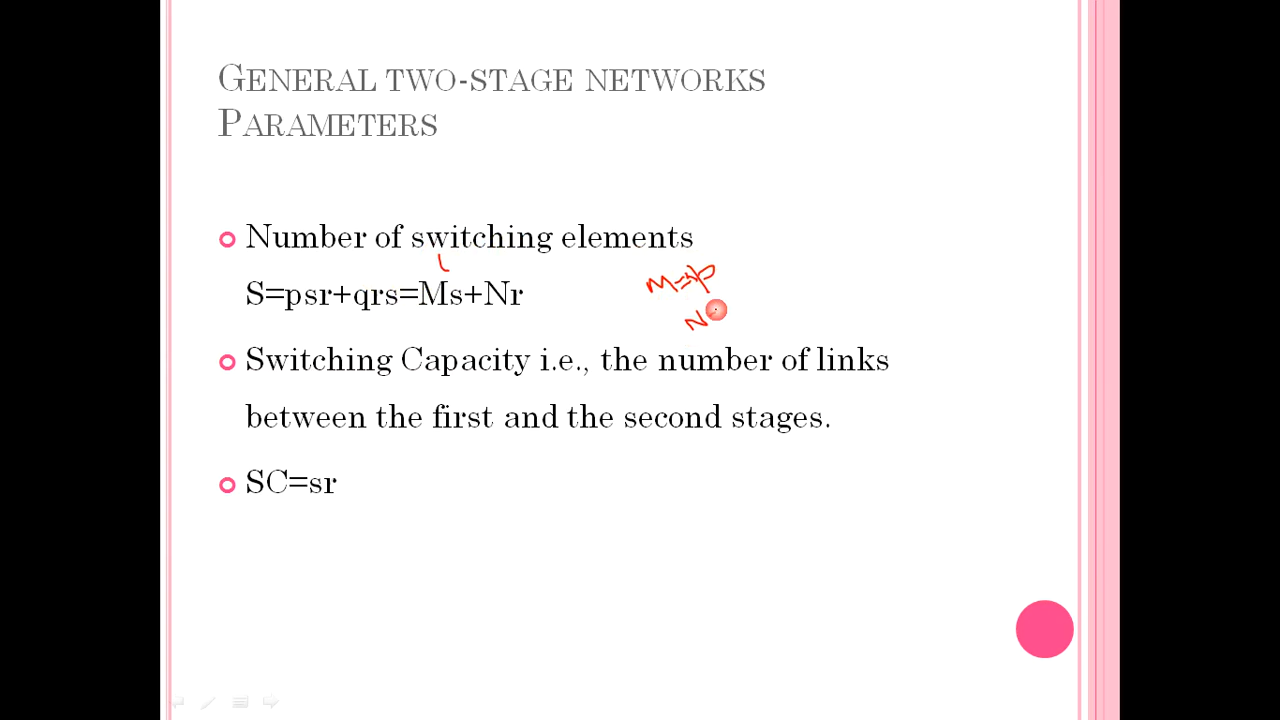 GENERAL TWO-STAGE NETWORKS
PARAMETERS
Number of switching elements
S=psr+qrs=Ms+Nr
M=rp
N
Switching Capacity i.e., the number of links
between the first and the second stages.
SC=sr